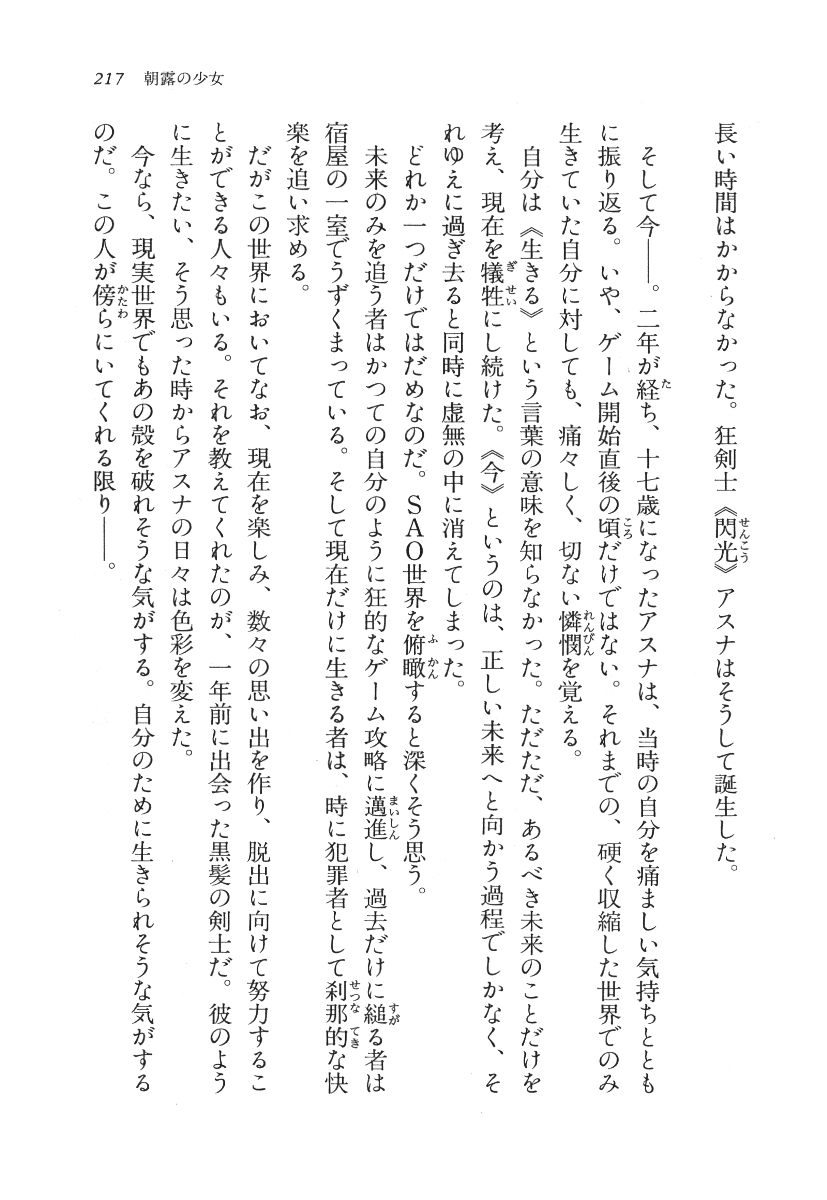 217 朝露の少女
長い時間はかからなかった。狂剣士《閃光》アスナはそうして誕生した。
そして今——。二年が経ち、十七歳になったアスナは、当時の自分を痛ましい気持ちととも
に振り返る。いや、ゲーム開始直後の頃だけではない。それまでの、硬く収縮した世界でのみ
生きていた自分に対しても、痛々しく、切ない憐憫を覚える。
自分は《生きる》という言葉の意味を知らなかった。ただただ、あるべき未来のことだけを
考え、現在を犠牲にし続けた。《今》というのは、正しい未来へと向かう過程でしかなく、そ
れゆえに過ぎ去ると同時に虚無の中に消えてしまった。
どれか一つだけではだめなのだ。SAO世界を俯瞰すると深くそう思う。
未来のみを追う者はかつての自分のように狂的なゲーム攻略に邁進し、過去だけに縋る者は
宿屋の一室でうずくまっている。そして現在だけに生きる者は、時に犯罪者として刹那的な快
楽を追い求める。
だがこの世界においてなお、現在を楽しみ、数々の思い出を作り、脱出に向けて努力するこ
とができる人々もいる。それを教えてくれたのが、一年前に出会った黒髪の剣士だ。彼のよう
に生きたい、そう思った時からアスナの日々は色彩を変えた。
今なら、現実世界でもあの殻を破れそうな気がする。自分のために生きられそうな気がする
のだ。この人が傍らにいてくれる限り——。